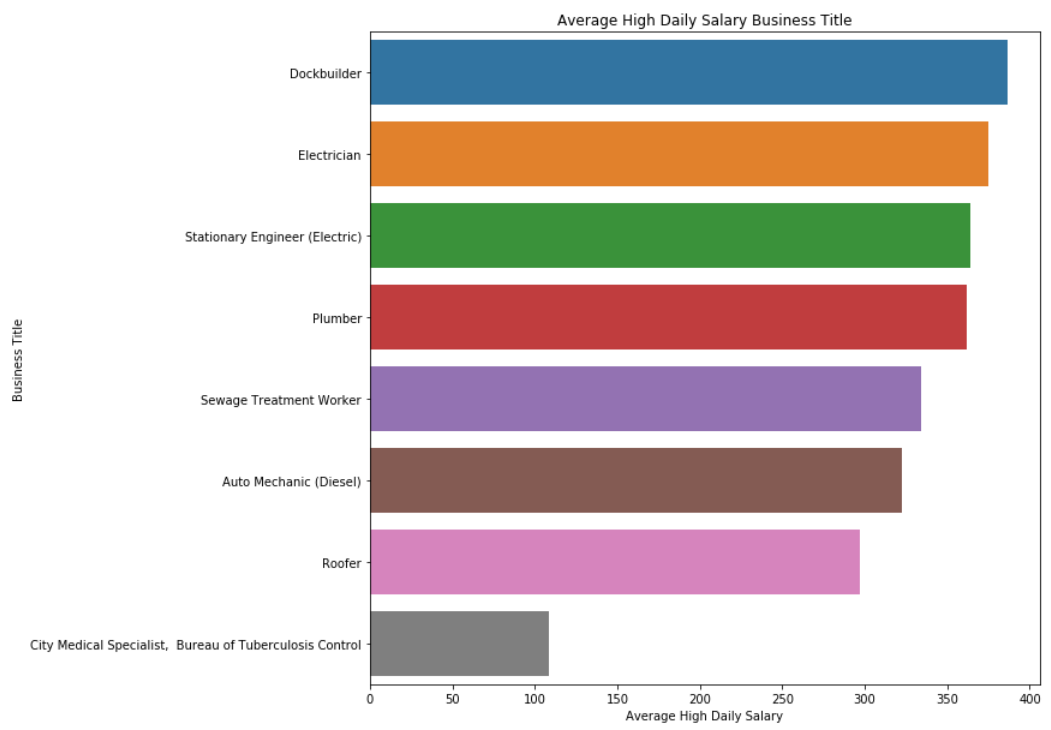 Average High Daily Salary Business Title
Business Title
Dockbuilder
Electrician
Stationary Engineer (Electric)
Plumber
Sewage Treatment Worker
Auto Mechanic (Diesel)
Roofer
City Medical Specialist,  Bureau of Tuberculosis Control
0 50 100 150 200 250 300 350 400
Average High Daily Salary